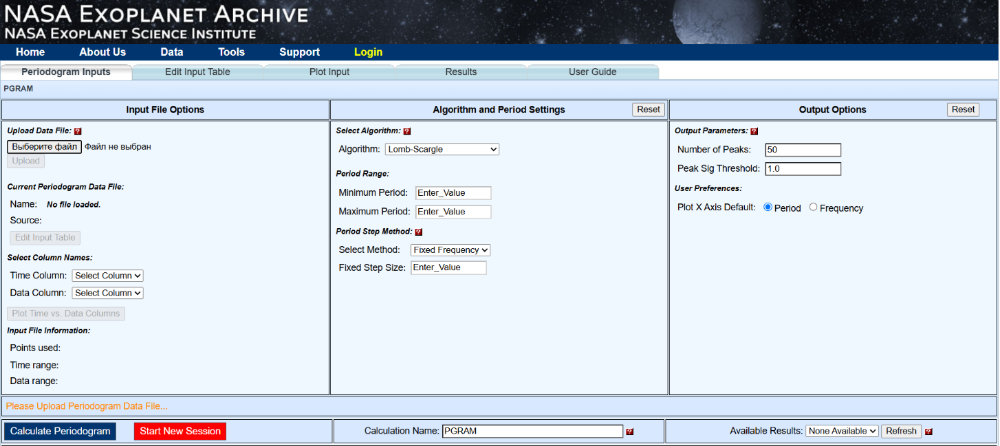 NASA EXOPLANET ARCHIVE
NASA EXOPLANET SCIENCE INSTITUTE
Home About Us Data Tools Support Login
Periodogram Inputs Edit Input Table Plot Input Results User Guide
PGRAM
Input File Options
Upload Data File: ?
Выберите файл Файл не выбран
Upload
Current Periodogram Data File:
Name: No file loaded.
Source:
Edit Input Table
Select Column Names:
Time Column: Select Column
Data Column: Select Column
Plot Time vs. Data Columns
Input File Information:
Points used:
Time range:
Data range:
Algorithm and Period Settings Reset
Select Algorithm: ?
Algorithm: Lomb-Scargle
Period Range:
Minimum Period: Enter_Value
Maximum Period: Enter_Value
Period Step Method: ?
Select Method: Fixed Frequency
Fixed Step Size: Enter_Value
Output Options Reset
Output Parameters: ?
Number of Peaks: 50
Peak Sig Threshold: 1.0
User Preferences:
Plot X Axis Default: Period Frequency
Please Upload Periodogram Data File...
Calculate Periodogram Start New Session Calculation Name: PGRAM ? Available Results: None Available Refresh ?